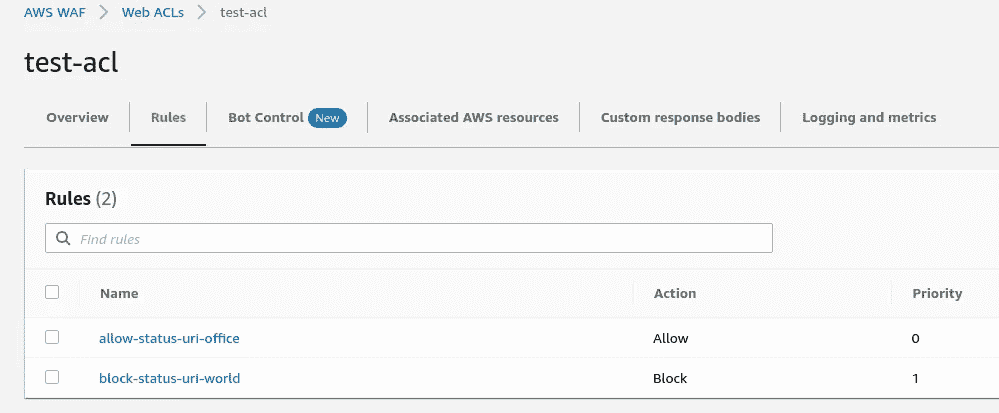 AWS WAF > Web ACLs > test-acl
test-acl
Overview Rules Bot Control New Associated AWS resources Custom response bodies Logging and metrics
Rules (2)
Find rules
Name Action Priority
allow-status-uri-office Allow 0
block-status-uri-world Block 1